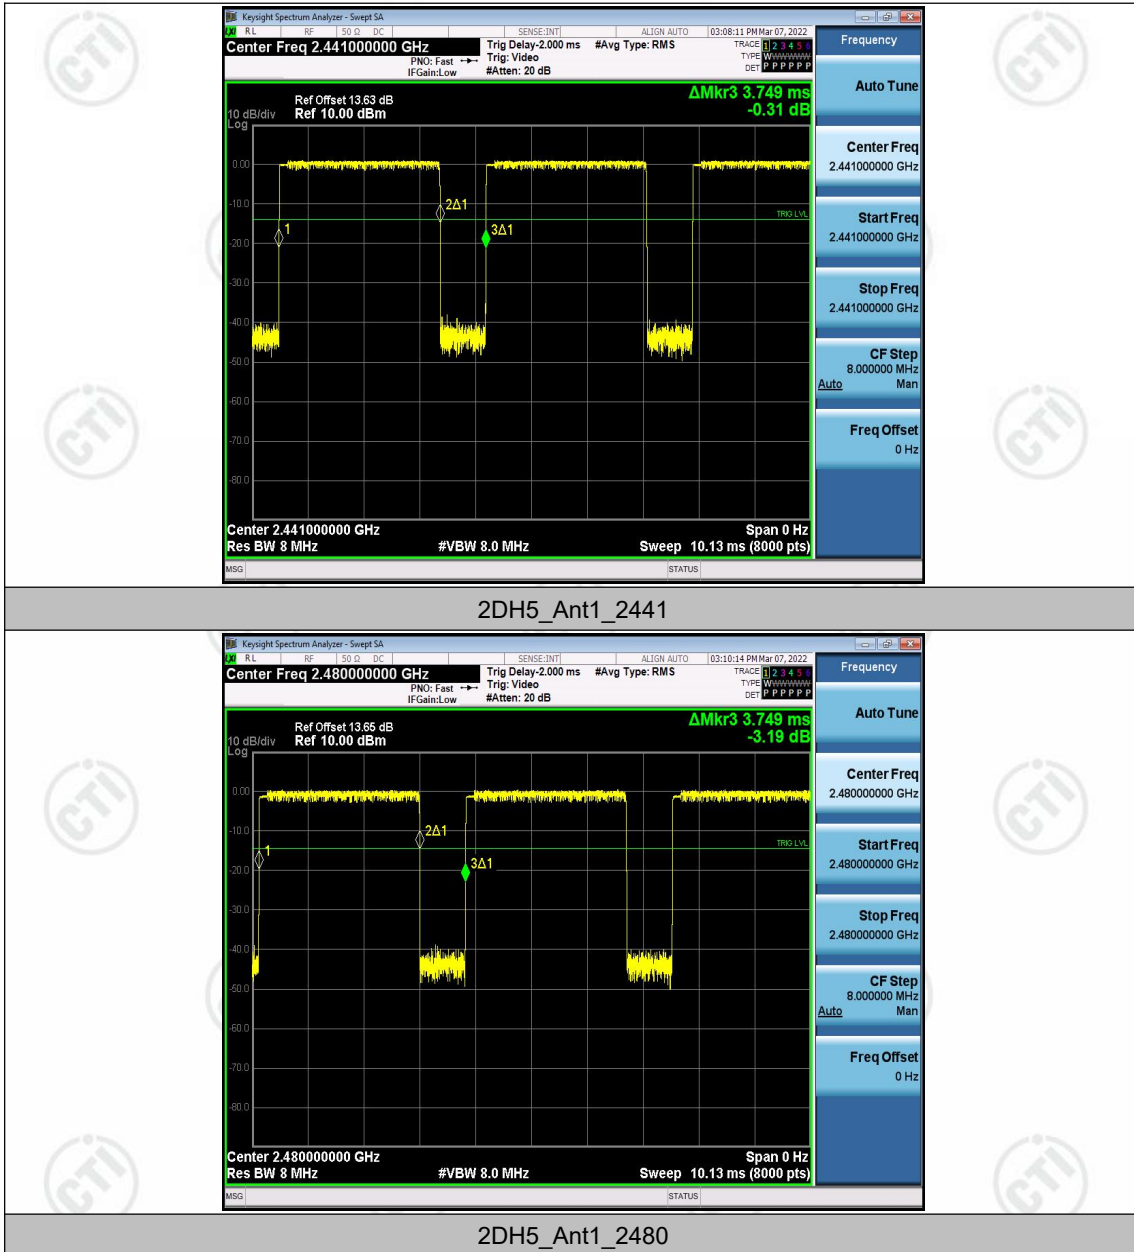 Keysight Spectrum Analyzer - Swept SA
LXI RL RF 50 Ω DC SENSE:INT ALIGN AUTO 03:08:11 PM Mar 07, 2022
Center Freq 2.441000000 GHz
PNO: Fast
IFGain:Low
Trig Delay-2.000 ms
Trig: Video
#Atten: 20 dB
#Avg Type: RMS
TRACE 1 2 3 4 5 6
TYPE WWWWWW
DET P P P P P P
Frequency
Auto Tune
Center Freq
2.441000000 GHz
Start Freq
2.441000000 GHz
Stop Freq
2.441000000 GHz
CF Step
8.000000 MHz
Auto Man
Freq Offset
0 Hz
ΔMkr3 3.749 ms
-0.31 dB
Ref Offset 13.63 dB
10 dB/div Ref 10.00 dBm
Log
0.00
-10.0
-20.0
-30.0
-40.0
-50.0
-60.0
-70.0
-80.0
1
2Δ1
3Δ1
TRIG LVL
Center 2.441000000 GHz Span 0 Hz
Res BW 8 MHz #VBW 8.0 MHz Sweep 10.13 ms (8000 pts)
MSG STATUS
2DH5_Ant1_2441
Keysight Spectrum Analyzer - Swept SA
LXI RL RF 50 Ω DC SENSE:INT ALIGN AUTO 03:10:14 PM Mar 07, 2022
Center Freq 2.480000000 GHz
PNO: Fast
IFGain:Low
Trig Delay-2.000 ms
Trig: Video
#Atten: 20 dB
#Avg Type: RMS
TRACE 1 2 3 4 5 6
TYPE WWWWWW
DET P P P P P P
Frequency
Auto Tune
Center Freq
2.480000000 GHz
Start Freq
2.480000000 GHz
Stop Freq
2.480000000 GHz
CF Step
8.000000 MHz
Auto Man
Freq Offset
0 Hz
ΔMkr3 3.749 ms
-3.19 dB
Ref Offset 13.65 dB
10 dB/div Ref 10.00 dBm
Log
0.00
-10.0
-20.0
-30.0
-40.0
-50.0
-60.0
-70.0
-80.0
1
2Δ1
3Δ1
TRIG LVL
Center 2.480000000 GHz Span 0 Hz
Res BW 8 MHz #VBW 8.0 MHz Sweep 10.13 ms (8000 pts)
MSG STATUS
2DH5_Ant1_2480
CTI
CTI
CTI
CTI
CTI
CTI
CTI
CTI